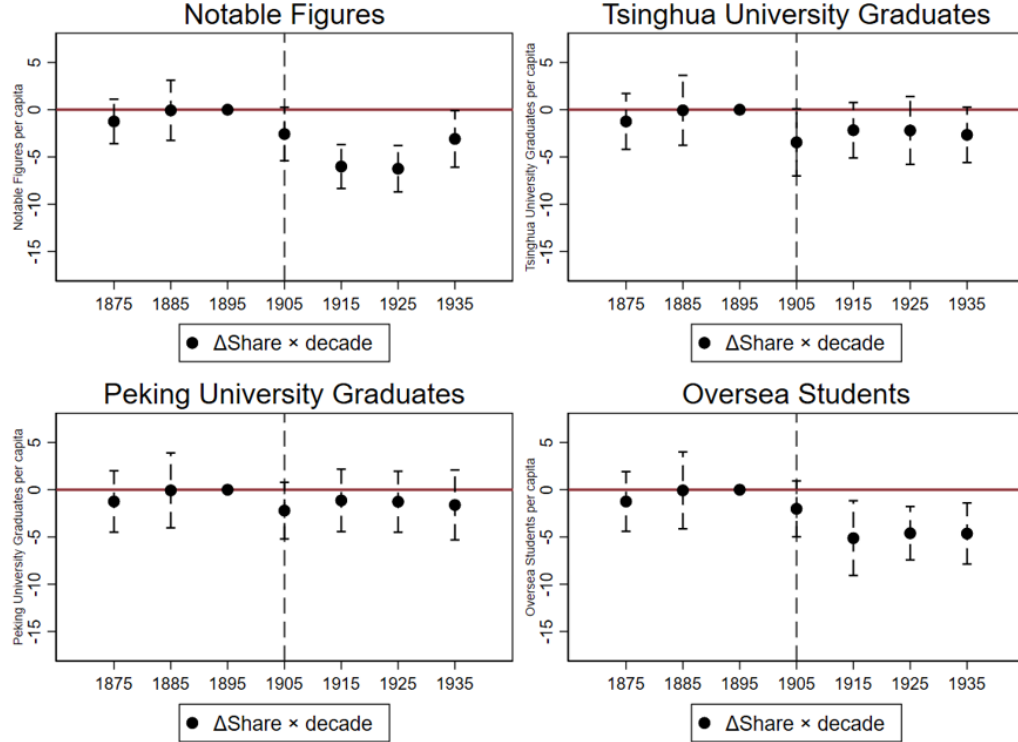 Notable Figures
Notable Figures per capita
5
0
-5
-10
-15
1875 1885 1895 1905 1915 1925 1935
ΔShare × decade
Tsinghua University Graduates
Tsinghua University Graduates per capita
5
0
-5
-10
-15
1875 1885 1895 1905 1915 1925 1935
ΔShare × decade
Peking University Graduates
Peking University Graduates per capita
5
0
-5
-10
-15
1875 1885 1895 1905 1915 1925 1935
ΔShare × decade
Oversea Students
Oversea Students per capita
5
0
-5
-10
-15
1875 1885 1895 1905 1915 1925 1935
ΔShare × decade